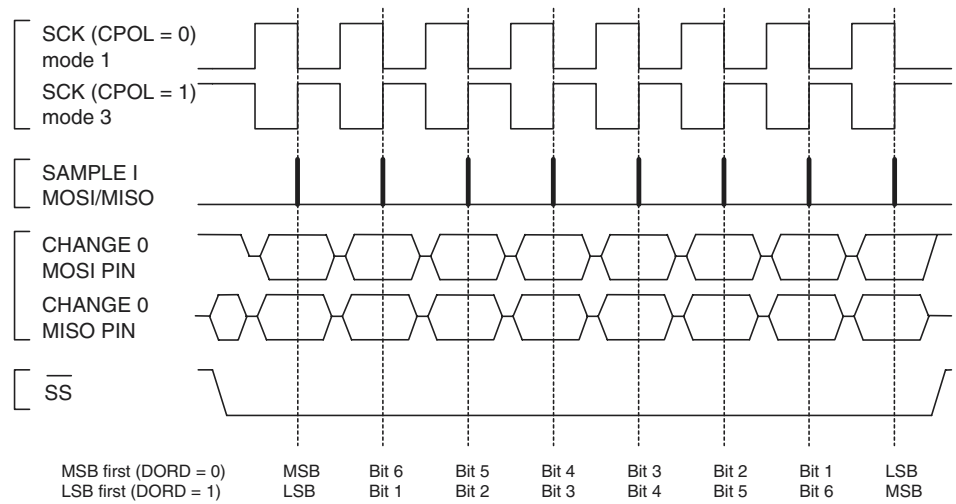 SCK (CPOL = 0)
mode 1
SCK (CPOL = 1)
mode 3
SAMPLE I
MOSI/MISO
CHANGE 0
MOSI PIN
CHANGE 0
MISO PIN
SS
MSB first (DORD = 0) MSB Bit 6 Bit 5 Bit 4 Bit 3 Bit 2 Bit 1 LSB
LSB first (DORD = 1) LSB Bit 1 Bit 2 Bit 3 Bit 4 Bit 5 Bit 6 MSB